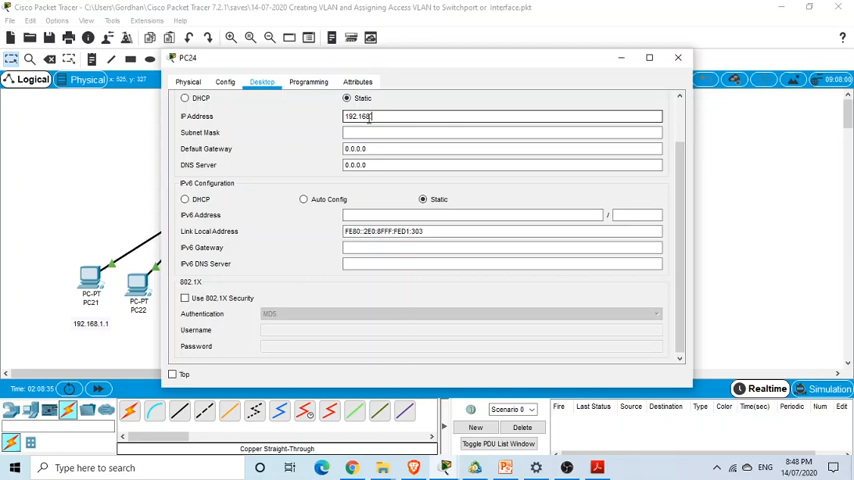 Cisco Packet Tracer - C:\Users\Gordhan\Cisco Packet Tracer 7.2.1\saves\14-07-2020 Creating VLAN and Assigning Access VLAN to Switchport or Interface.pkt
File Edit Options View Tools Extensions Help
Logical Physical x: 525, y: 327 09:08:00
PC24
Physical Config Desktop Programming Attributes
DHCP Static
IP Address 192.168.
Subnet Mask
Default Gateway 0.0.0.0
DNS Server 0.0.0.0
IPv6 Configuration
DHCP Auto Config Static
IPv6 Address /
Link Local Address FE80::2E0:8FFF:FED1:303
IPv6 Gateway
IPv6 DNS Server
802.1X
Use 802.1X Security
Authentication MD5
Username
Password
Top
PC-PT
PC21
PC-PT
PC22
192.168.1.1
Time: 02:08:35 Realtime Simulation
Scenario 0 Fire Last Status Source Destination Type Color Time(sec) Periodic Num Edit
New Delete
Toggle PDU List Window
Copper Straight-Through
Type here to search
ENG
8:48 PM
14/07/2020